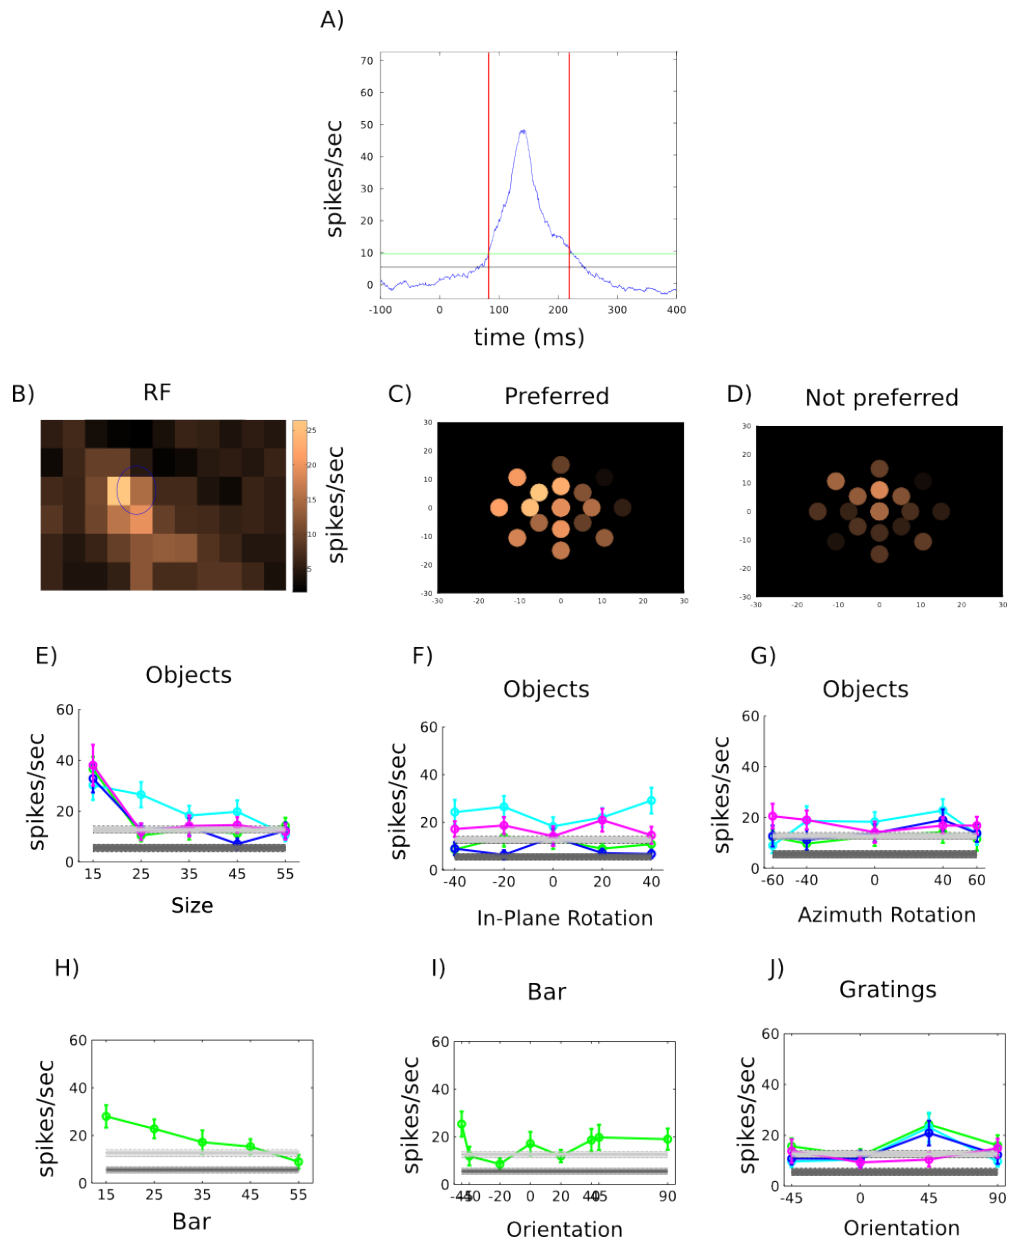 A)
spikes/sec
70
60
50
40
30
20
10
0
-100 0 100 200 300 400
time (ms)
B) RF
25
20
15
10
5
spikes/sec
C) Preferred
30
20
10
0
-10
-20
-30
-30 -20 -10 0 10 20 30
D) Not preferred
30
20
10
0
-10
-20
-30
-30 -20 -10 0 10 20 30
E)
Objects
spikes/sec
60
40
20
0
15 25 35 45 55
Size
F)
Objects
spikes/sec
60
40
20
0
-40 -20 0 20 40
In-Plane Rotation
G)
Objects
spikes/sec
60
40
20
0
-60 -40 0 40 60
Azimuth Rotation
H)
spikes/sec
60
40
20
0
15 25 35 45 55
Bar
I)
Bar
spikes/sec
60
40
20
0
-20 0 20 90
Orientation
J)
Gratings
spikes/sec
60
40
20
0
-45 0 45 90
Orientation